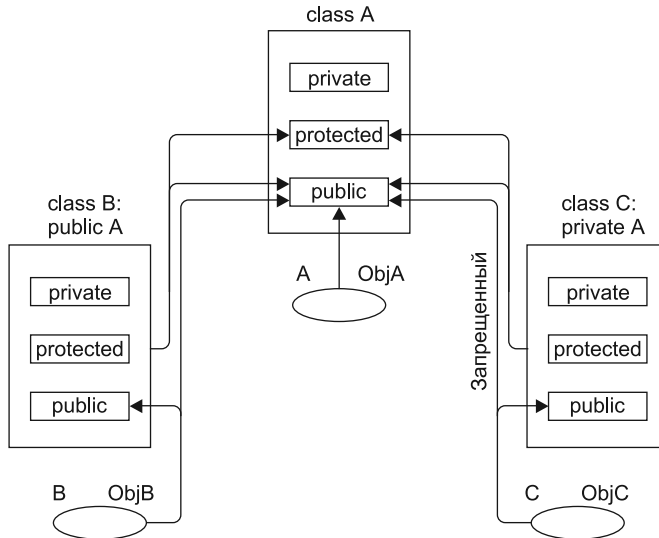 class A
private
protected
public
class B:
public A
private
protected
public
A ObjA
Запрещенный
class C:
private A
private
protected
public
B ObjB
C ObjC